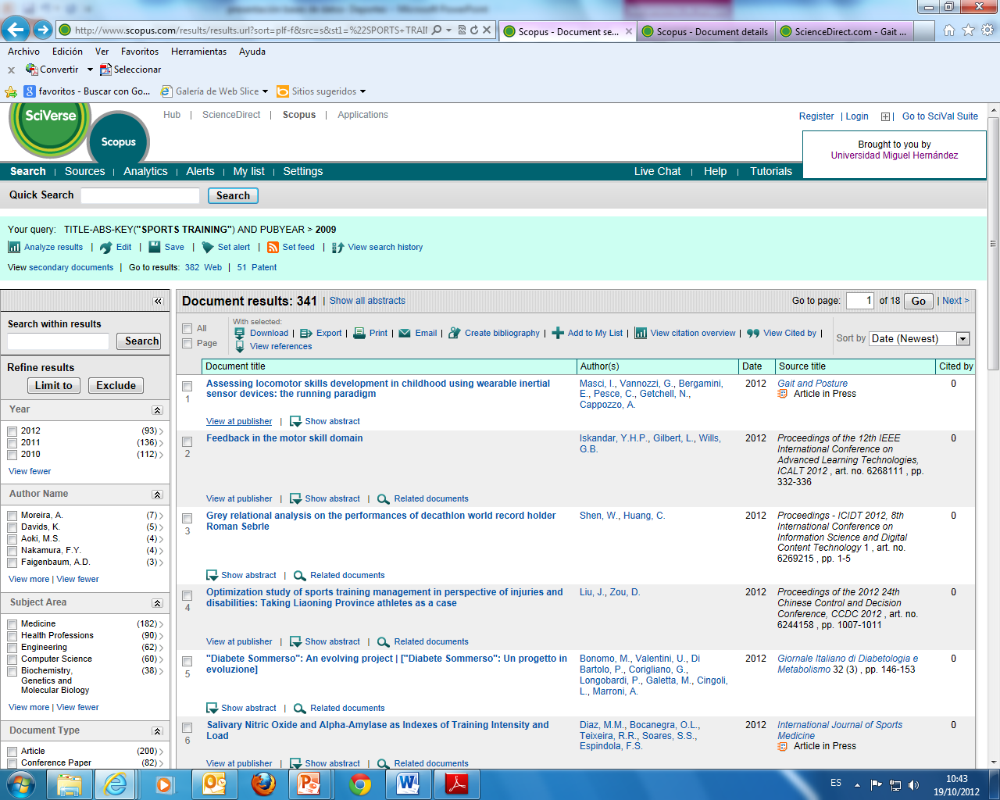 http://www.scopus.com/results/results.url?sort=plf-f&src=s&st1=%22SPORTS+TRAI
Scopus - Document se...
Scopus - Document details
ScienceDirect.com - Gait ...
Archivo Edición Ver Favoritos Herramientas Ayuda
x Convertir Seleccionar
favoritos - Buscar con Go... Galería de Web Slice Sitios sugeridos
SciVerse
Scopus
Hub | ScienceDirect | Scopus | Applications
Register | Login | Go to SciVal Suite
Brought to you by
Universidad Miguel Hernández
Search | Sources | Analytics | Alerts | My list | Settings
Live Chat | Help | Tutorials
Quick Search Search
Your query: TITLE-ABS-KEY("SPORTS TRAINING") AND PUBYEAR > 2009
Analyze results | Edit | Save | Set alert | Set feed | View search history
View secondary documents | Go to results: 382 Web | 51 Patent
«
Search within results
Search
Refine results
Limit to Exclude
Year
2012 (93)
2011 (136)
2010 (112)
View fewer
Author Name
Moreira, A. (7)
Davids, K. (5)
Aoki, M.S. (4)
Nakamura, F.Y. (4)
Faigenbaum, A.D. (3)
View more | View fewer
Subject Area
Medicine (182)
Health Professions (90)
Engineering (62)
Computer Science (60)
Biochemistry, (38)
Genetics and
Molecular Biology
View more | View fewer
Document Type
Article (200)
Conference Paper (82)
Document results: 341 | Show all abstracts
Go to page: 1 of 18 Go | Next >
All
Page
With selected:
Download | Export | Print | Email | Create bibliography | Add to My List | View citation overview | View Cited by |
View references
Sort by Date (Newest)
Document title Author(s) Date Source title Cited by
1
Assessing locomotor skills development in childhood using wearable inertial
sensor devices: the running paradigm
View at publisher | Show abstract
Masci, I., Vannozzi, G., Bergamini,
E., Pesce, C., Getchell, N.,
Cappozzo, A.
2012
Gait and Posture
Article in Press
0
2
Feedback in the motor skill domain
View at publisher | Show abstract | Related documents
Iskandar, Y.H.P., Gilbert, L., Wills,
G.B.
2012
Proceedings of the 12th IEEE
International Conference on
Advanced Learning Technologies,
ICALT 2012 , art. no. 6268111 , pp.
332-336
0
3
Grey relational analysis on the performances of decathlon world record holder
Roman Sebrle
Show abstract | Related documents
Shen, W., Huang, C.
2012
Proceedings - ICIDT 2012, 8th
International Conference on
Information Science and Digital
Content Technology 1 , art. no.
6269215 , pp. 1-5
0
4
Optimization study of sports training management in perspective of injuries and
disabilities: Taking Liaoning Province athletes as a case
View at publisher | Show abstract | Related documents
Liu, J., Zou, D.
2012
Proceedings of the 2012 24th
Chinese Control and Decision
Conference, CCDC 2012 , art. no.
6244158 , pp. 1007-1011
0
5
"Diabete Sommerso": An evolving project | ["Diabete Sommerso": Un progetto in
evoluzione]
Show abstract | Related documents
Bonomo, M., Valentini, U., Di
Bartolo, P., Corigliano, G.,
Longobardi, P., Galetta, M., Cingoli,
L., Marroni, A.
2012
Giornale Italiano di Diabetologia e
Metabolismo 32 (3) , pp. 146-153
0
6
Salivary Nitric Oxide and Alpha-Amylase as Indexes of Training Intensity and
Load
View at publisher | Show abstract | Related documents
Diaz, M.M., Bocanegra, O.L.,
Teixeira, R.R., Soares, S.S.,
Espindola, F.S.
2012
International Journal of Sports
Medicine
Article in Press
0
ES
10:43
19/10/2012